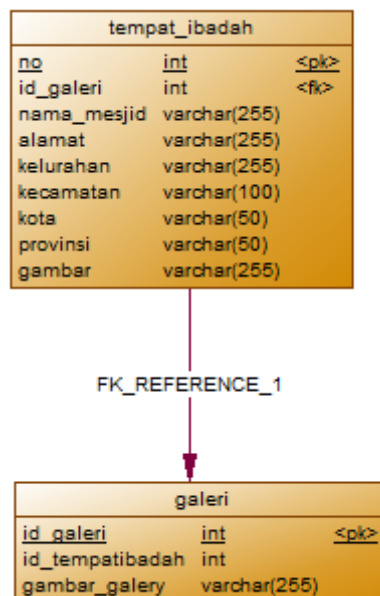 tempat_ibadah
no int <pk>
id_galeri int <fk>
nama_mesjid varchar(255)
alamat varchar(255)
kelurahan varchar(255)
kecamatan varchar(100)
kota varchar(50)
provinsi varchar(50)
gambar varchar(255)
FK_REFERENCE_1
galeri
id_galeri int <pk>
id_tempatibadah int
gambar_galery varchar(255)